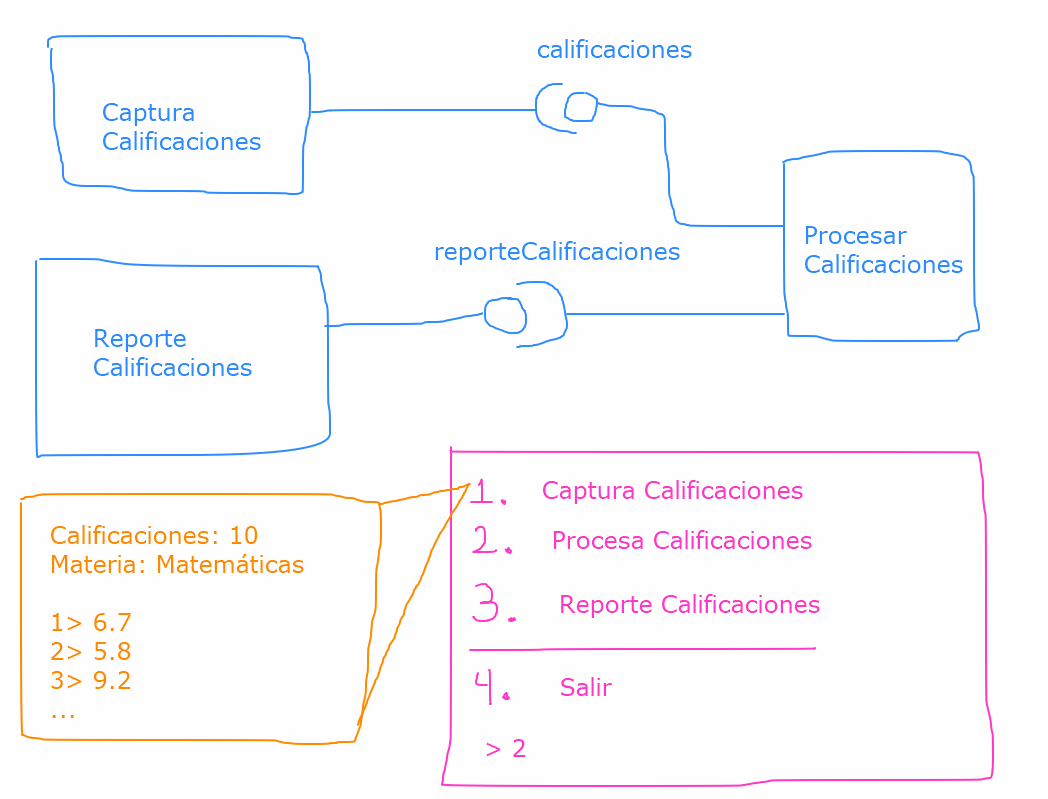 calificaciones
Captura
Calificaciones
Procesar
Calificaciones
reporteCalificaciones
Reporte
Calificaciones
Calificaciones: 10
Materia: Matemáticas
1> 6.7
2> 5.8
3> 9.2
...
1. Captura Calificaciones
2. Procesa Calificaciones
3. Reporte Calificaciones
4. Salir
> 2